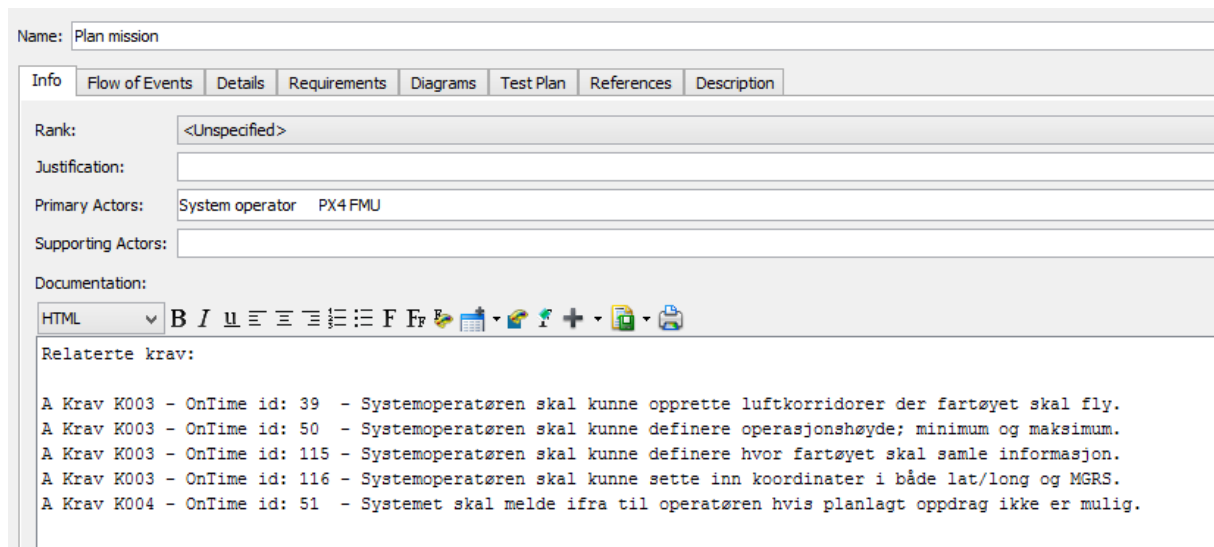 Name: Plan mission
Info Flow of Events Details Requirements Diagrams Test Plan References Description
Rank: <Unspecified>
Justification:
Primary Actors: System operator PX4 FMU
Supporting Actors:
Documentation:
HTML B I u F FF
Relaterte krav:
A Krav K003 - OnTime id: 39 - Systemoperatøren skal kunne opprette luftkorridorer der fartøyet skal fly.
A Krav K003 - OnTime id: 50 - Systemoperatøren skal kunne definere operasjonshøyde; minimum og maksimum.
A Krav K003 - OnTime id: 115 - Systemoperatøren skal kunne definere hvor fartøyet skal samle informasjon.
A Krav K003 - OnTime id: 116 - Systemoperatøren skal kunne sette inn koordinater i både lat/long og MGRS.
A Krav K004 - OnTime id: 51 - Systemet skal melde ifra til operatøren hvis planlagt oppdrag ikke er mulig.